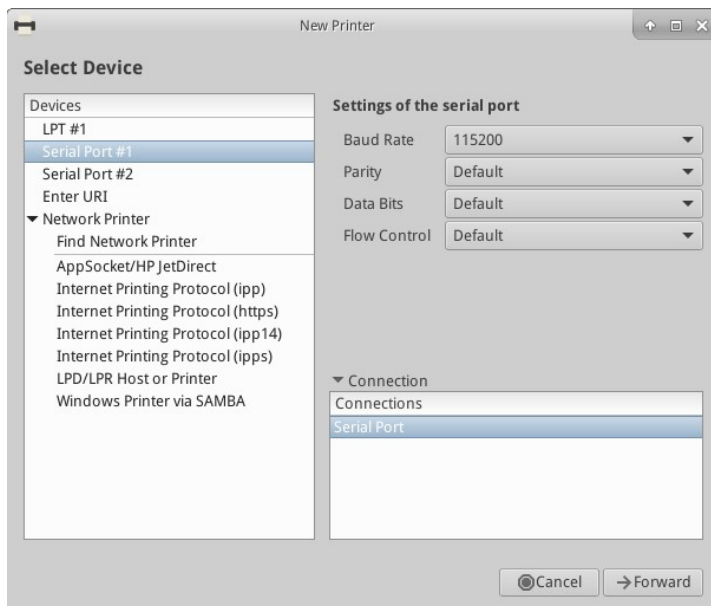 New Printer
Select Device
Devices
LPT #1
Serial Port #1
Serial Port #2
Enter URI
Network Printer
Find Network Printer
AppSocket/HP JetDirect
Internet Printing Protocol (ipp)
Internet Printing Protocol (https)
Internet Printing Protocol (ipp14)
Internet Printing Protocol (ipps)
LPD/LPR Host or Printer
Windows Printer via SAMBA
Settings of the serial port
Baud Rate 115200
Parity Default
Data Bits Default
Flow Control Default
Connection
Connections
Serial Port
Cancel Forward